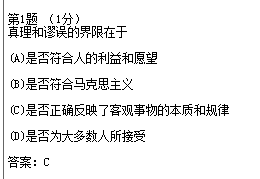 第1题 （1分）
真理和谬误的界限在于
(A)是否符合人的利益和愿望
(B)是否符合马克思主义
(C)是否正确反映了客观事物的本质和规律
(D)是否为大多数人所接受
答案：C